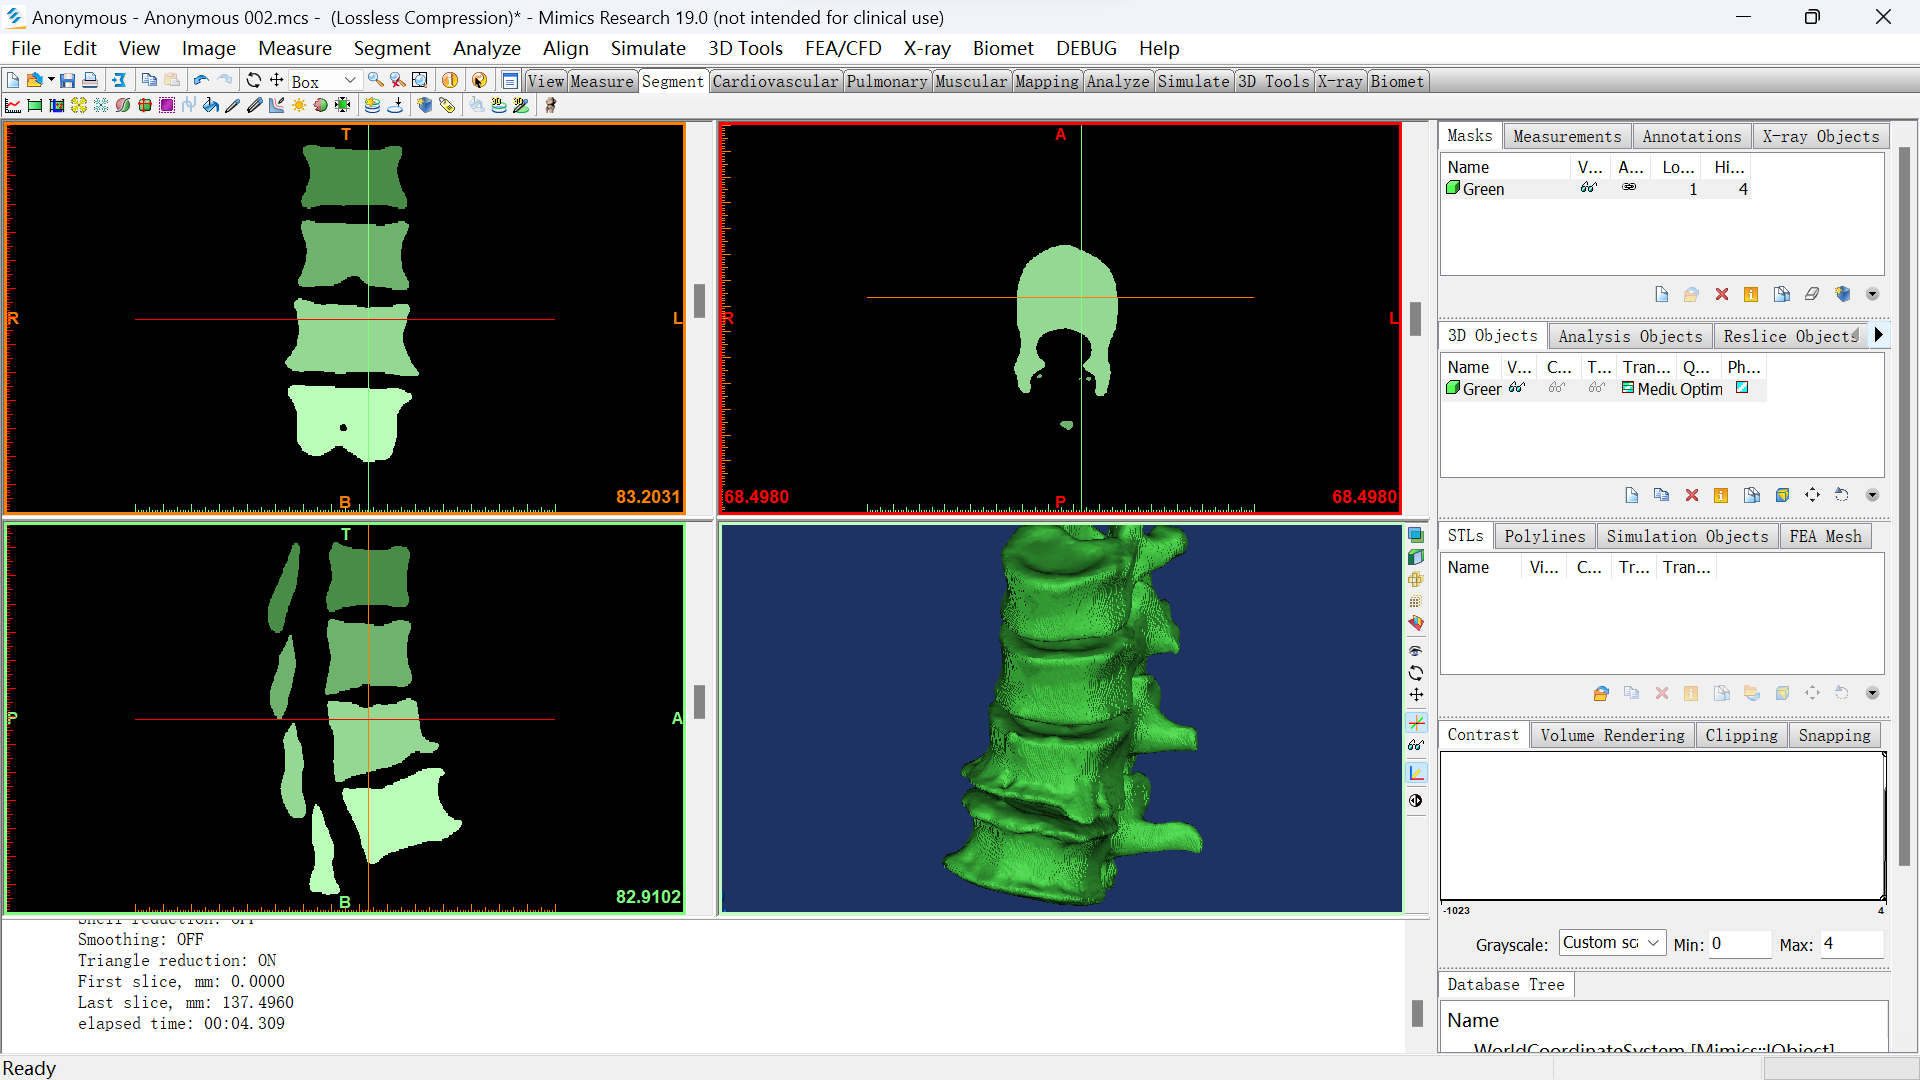 Anonymous - Anonymous 002.mcs -  (Lossless Compression)* - Mimics Research 19.0 (not intended for clinical use)
File Edit View Image Measure Segment Analyze Align Simulate 3D Tools FEA/CFD X-ray Biomet DEBUG Help
Box View Measure Segment Cardiovascular Pulmonary Muscular Mapping Analyze Simulate 3D Tools X-ray Biomet
T
R
L
B
83.2031
A
R
L
P
68.4980
68.4980
T
P
A
B
82.9102
Smoothing: OFF
Triangle reduction: ON
First slice, mm: 0.0000
Last slice, mm: 137.4960
elapsed time: 00:04.309
Ready
Masks Measurements Annotations X-ray Objects
Name V... A... Lo... Hi...
Green 1 4
3D Objects Analysis Objects Reslice Objects
Name V... C... T... Tran... Q... Ph...
Green Mediu Optim
STLs Polylines Simulation Objects FEA Mesh
Name Vi... C... Tr... Tran...
Contrast Volume Rendering Clipping Snapping
-1023 4
Grayscale: Custom sca Min: 0 Max: 4
Database Tree
Name
WorldCoordinateSystem [Mimics::IObject]